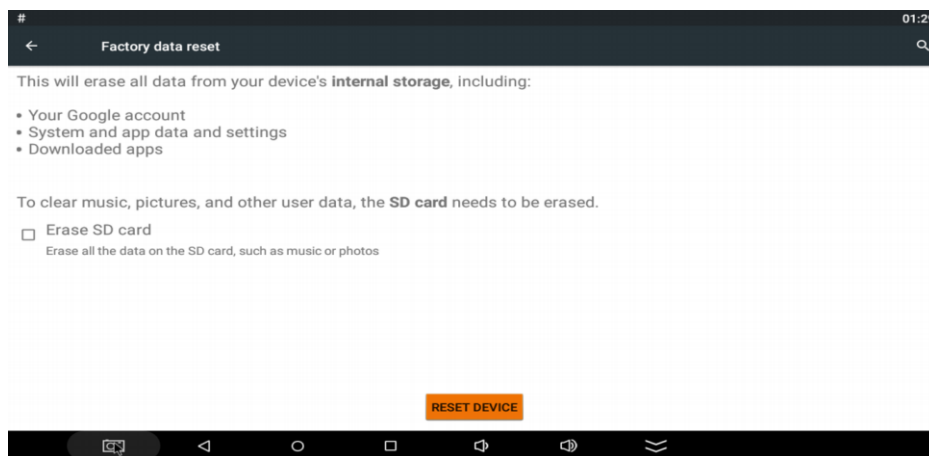 #
01:2
Factory data reset
This will erase all data from your device's internal storage, including:
• Your Google account
• System and app data and settings
• Downloaded apps
To clear music, pictures, and other user data, the SD card needs to be erased.
Erase SD card
Erase all the data on the SD card, such as music or photos
RESET DEVICE